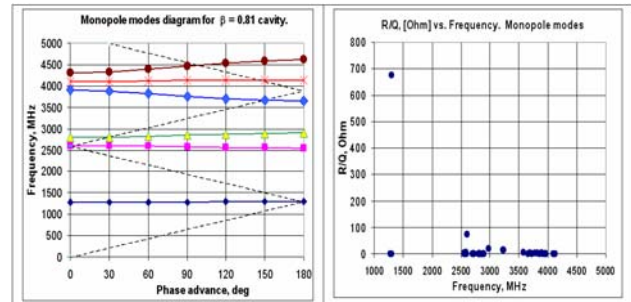 Monopole modes diagram for β = 0.81 cavity.
Frequency, MHz
5000
4500
4000
3500
3000
2500
2000
1500
1000
500
0
0 30 60 90 120 150 180
Phase advance, deg
R/Q, [Ohm] vs. Frequency. Monopole modes
R/Q, Ohm
800
700
600
500
400
300
200
100
0
1000 1500 2000 2500 3000 3500 4000 4500 5000
Frequency, MHz